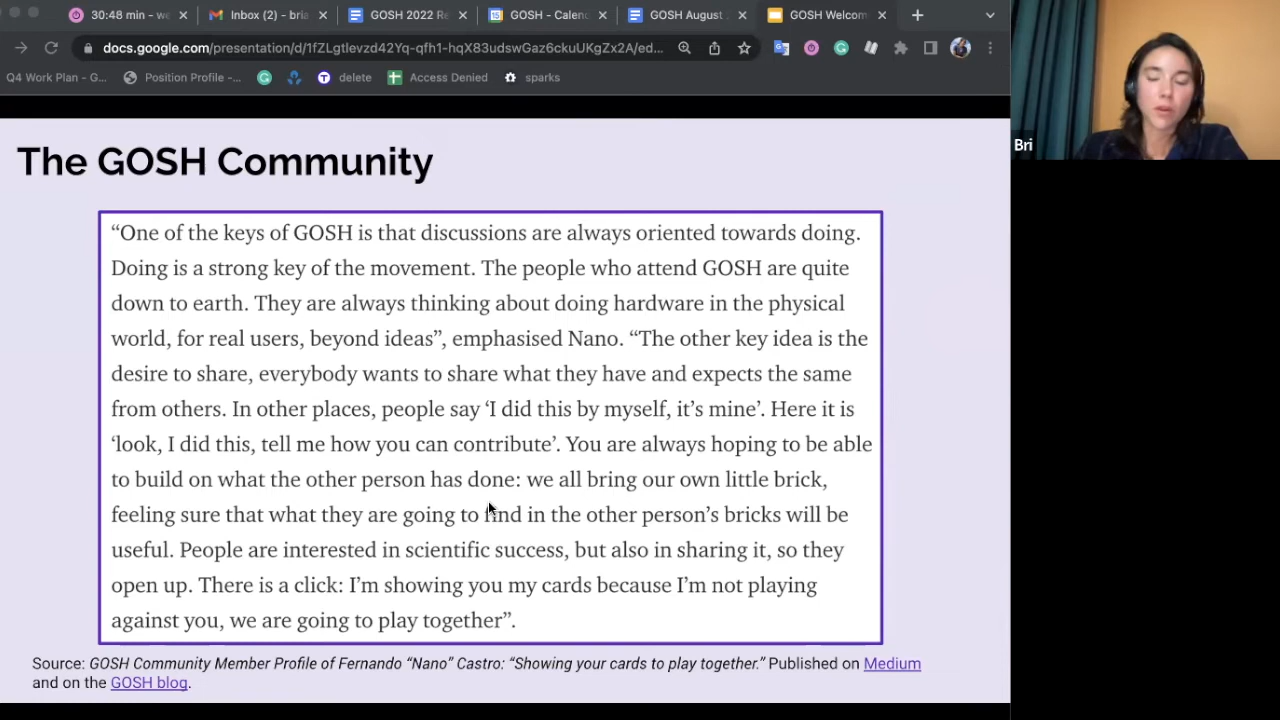 30:48 min - we
Inbox (2) - bria
GOSH 2022 Re
GOSH - Calend
GOSH August
GOSH Welcom
docs.google.com/presentation/d/1fZLgtlevzd42Yq-qfh1-hqX83udswGaz6ckuUKgZx2A/ed...
Q4 Work Plan - G...
Position Profile -...
delete
Access Denied
sparks
Bri
The GOSH Community
“One of the keys of GOSH is that discussions are always oriented towards doing.
Doing is a strong key of the movement. The people who attend GOSH are quite
down to earth. They are always thinking about doing hardware in the physical
world, for real users, beyond ideas”, emphasised Nano. “The other key idea is the
desire to share, everybody wants to share what they have and expects the same
from others. In other places, people say ‘I did this by myself, it’s mine’. Here it is
‘look, I did this, tell me how you can contribute’. You are always hoping to be able
to build on what the other person has done: we all bring our own little brick,
feeling sure that what they are going to find in the other person’s bricks will be
useful. People are interested in scientific success, but also in sharing it, so they
open up. There is a click: I’m showing you my cards because I’m not playing
against you, we are going to play together”.
Source: GOSH Community Member Profile of Fernando “Nano” Castro: “Showing your cards to play together.” Published on Medium
and on the GOSH blog.